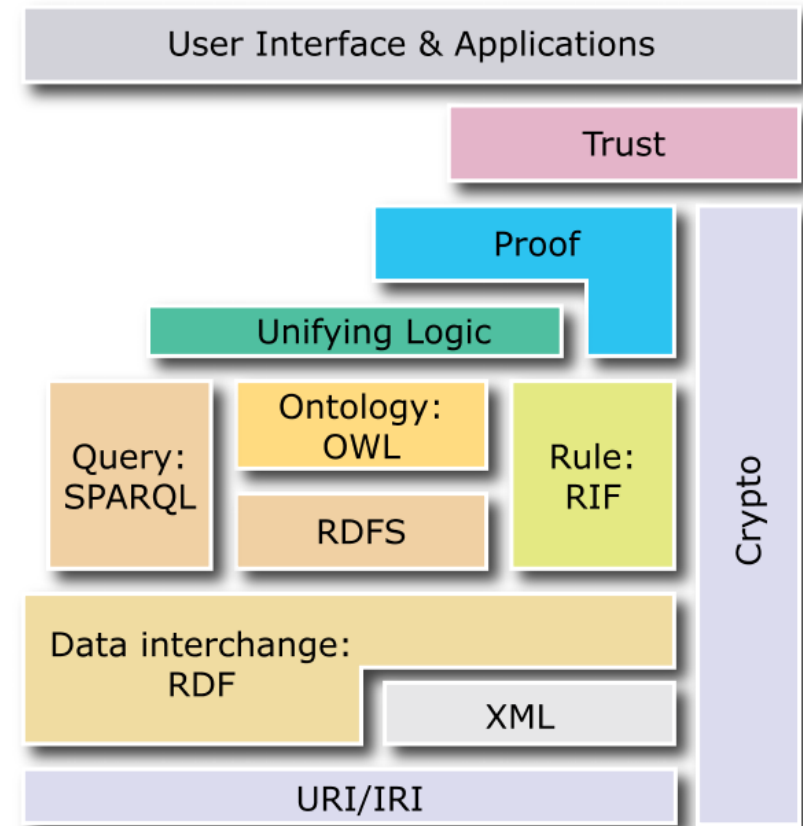 User Interface & Applications
Trust
Proof
Unifying Logic
Query:
SPARQL
Ontology:
OWL
RDFS
Rule:
RIF
Crypto
Data interchange:
RDF
XML
URI/IRI